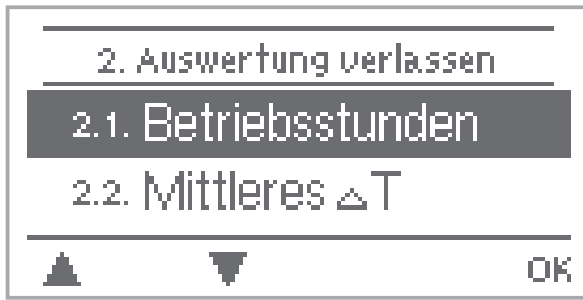 2. Auswertung verlassen
2.1. Betriebsstunden
2.2. Mittleres △T
▲ ▼ OK